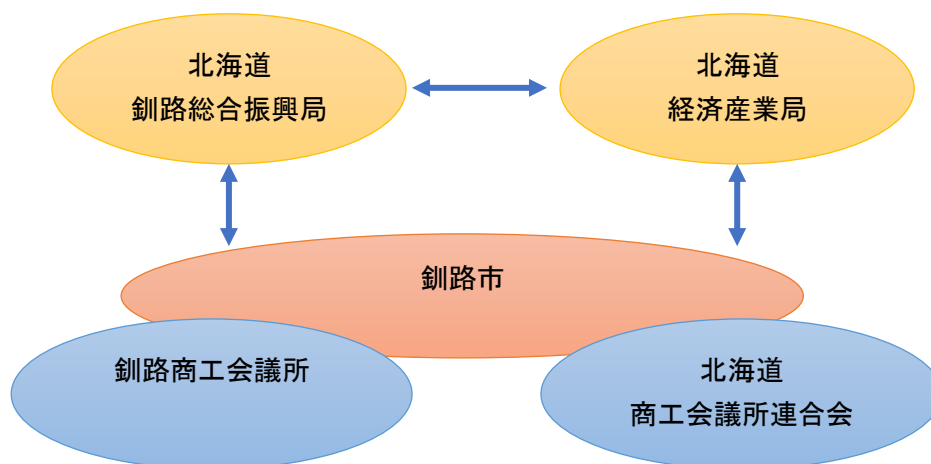 北海道
釧路総合振興局
北海道
経済産業局
釧路市
釧路商工会議所
北海道
商工会議所連合会